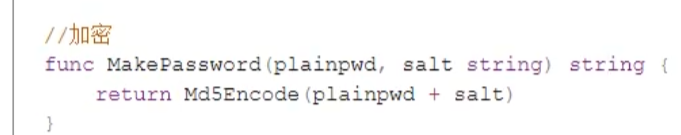 //加密
func MakePassword(plainpwd, salt string) string {
    return Md5Encode(plainpwd + salt)
}